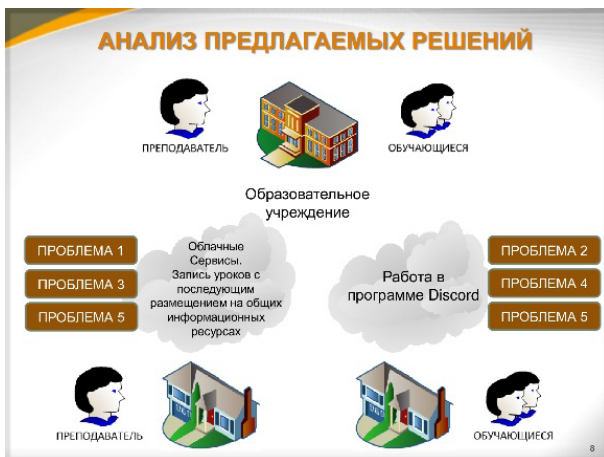 АНАЛИЗ ПРЕДЛАГАЕМЫХ РЕШЕНИЙ
ПРЕПОДАВАТЕЛЬ
ОБУЧАЮЩИЕСЯ
Образовательное
учреждение
ПРОБЛЕМА 1
ПРОБЛЕМА 3
ПРОБЛЕМА 5
Облачные
Сервисы.
Запись уроков с
последующим
размещением на общих
информационных
ресурсах
Работа в
программе Discord
ПРОБЛЕМА 2
ПРОБЛЕМА 4
ПРОБЛЕМА 5
ПРЕПОДАВАТЕЛЬ
ОБУЧАЮЩИЕСЯ
8